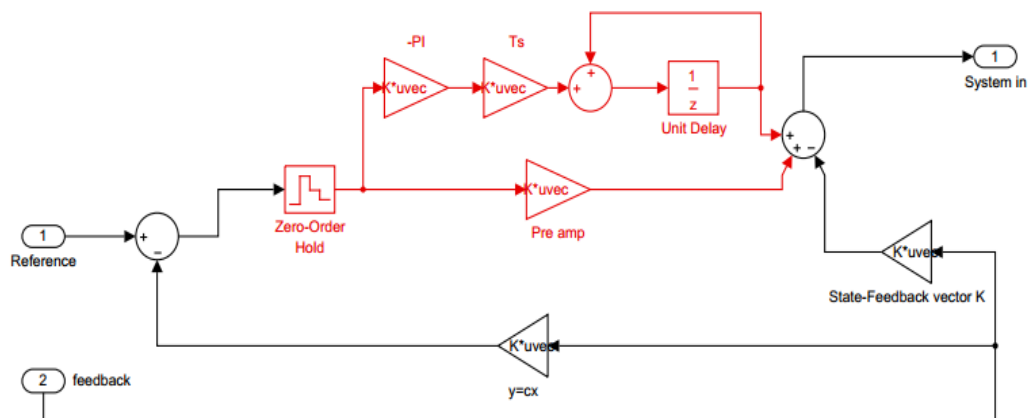 -PI
Ts
K*uvec
K*uvec
+
+
1
z
Unit Delay
1
System in
+
+
−
K*uvec
Pre amp
Zero-Order
Hold
1
Reference
+
−
K*uvec
State-Feedback vector K
K*uvec
y=cx
2
feedback